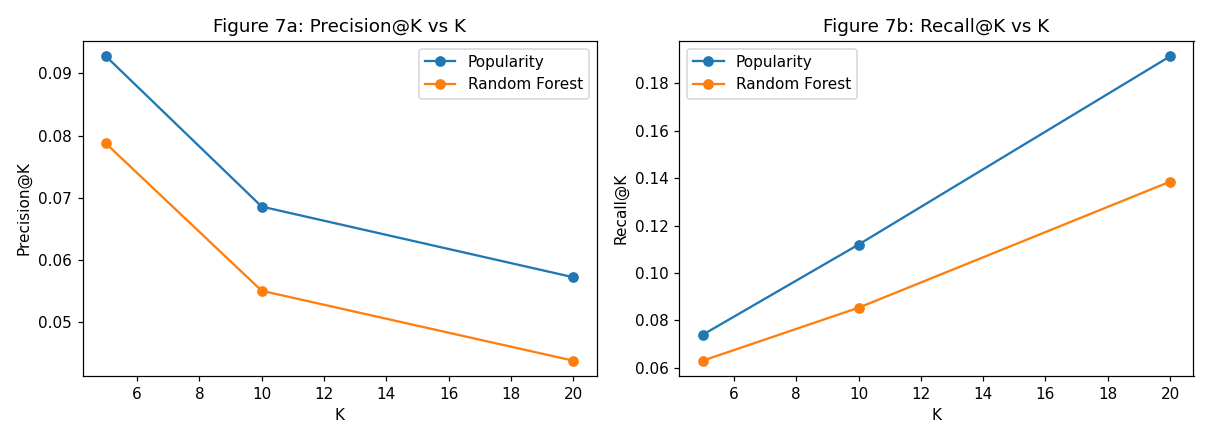 Figure 7a: Precision@K vs K
Popularity
Random Forest
0.09
0.08
0.07
0.06
0.05
Precision@K
6 8 10 12 14 16 18 20
K
Figure 7b: Recall@K vs K
Popularity
Random Forest
0.18
0.16
0.14
0.12
0.10
0.08
0.06
Recall@K
6 8 10 12 14 16 18 20
K